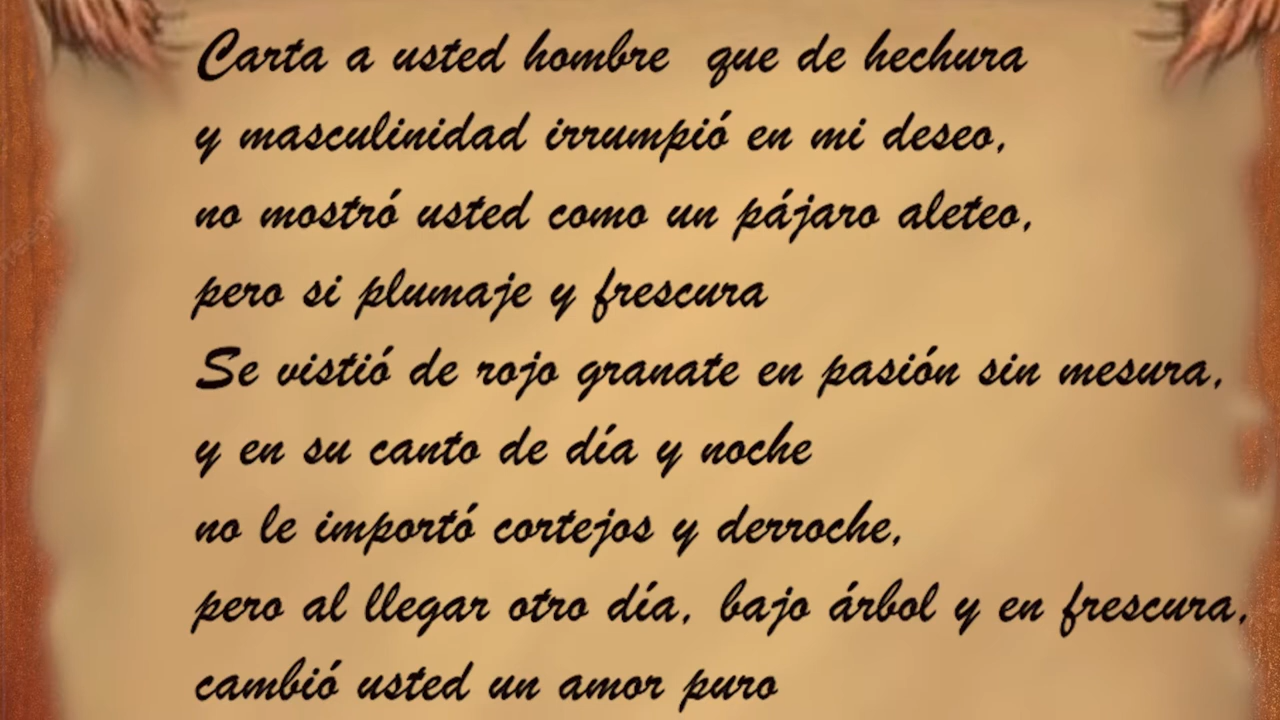 Carta a usted hombre que de hechura
y masculinidad irrumpió en mi deseo,
no mostró usted como un pájaro aleteo,
pero si plumaje y frescura
Se vistió de rojo granate en pasión sin mesura,
y en su canto de día y noche
no le importó cortejos y derroche,
pero al llegar otro día, bajo árbol y en frescura,
cambió usted un amor puro